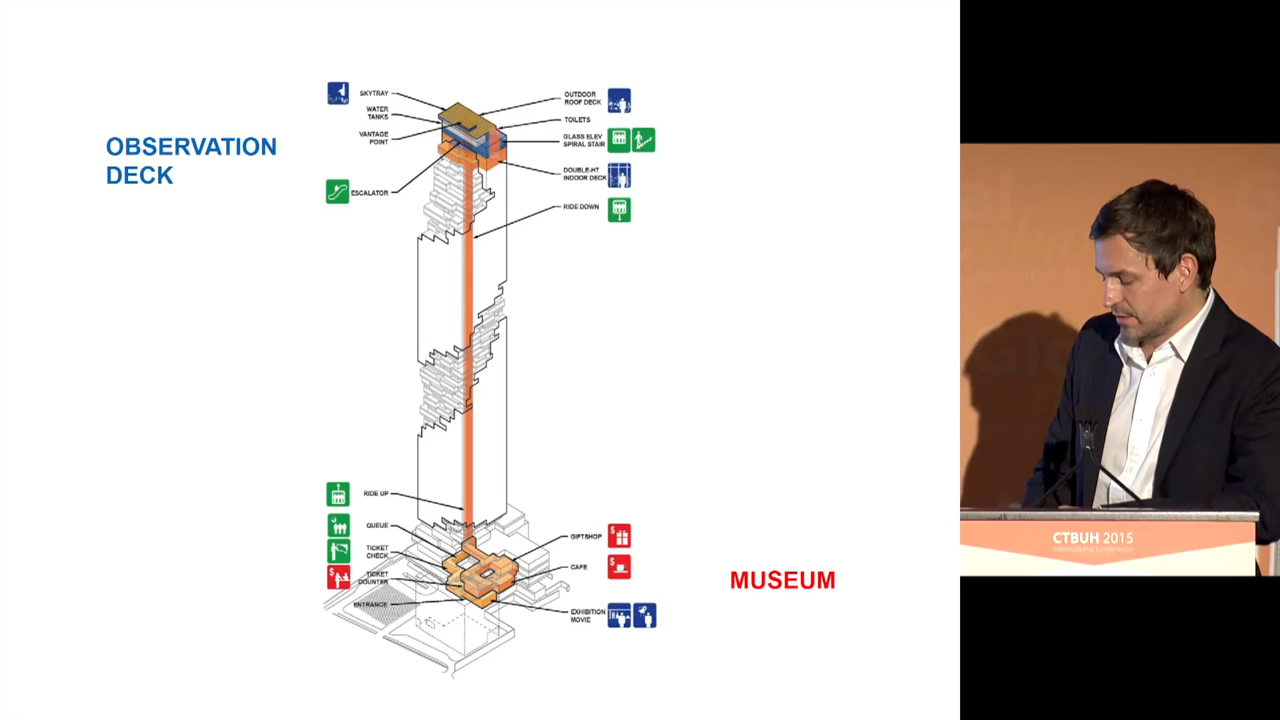 OBSERVATION
DECK
SKYTRAY
WATER
TANKS
VANTAGE
POINT
ESCALATOR
OUTDOOR
ROOF DECK
TOILETS
GLASS ELEV
SPIRAL STAIR
DOUBLE-HT
INDOOR DECK
RIDE DOWN
RIDE UP
QUEUE
TICKET
CHECK
$
TICKET
COUNTER
ENTRANCE
$
GIFTSHOP
$
CAFE
EXHIBITION
MOVIE
MUSEUM
CTBUH 2015
International Conference